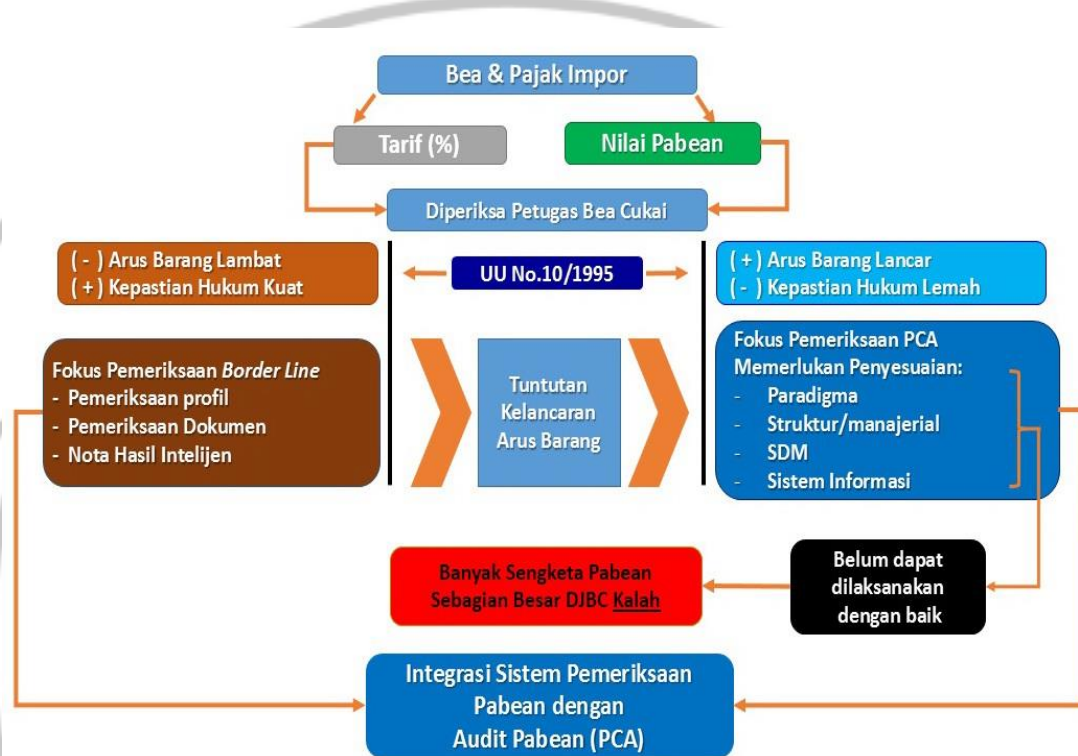 Bea & Pajak Impor
Tarif (%)
Nilai Pabean
Diperiksa Petugas Bea Cukai
( - ) Arus Barang Lambat
( + ) Kepastian Hukum Kuat
UU No.10/1995
( + ) Arus Barang Lancar
( - ) Kepastian Hukum Lemah
Fokus Pemeriksaan Border Line
- Pemeriksaan profil
- Pemeriksaan Dokumen
- Nota Hasil Intelijen
Tuntutan
Kelancaran
Arus Barang
Fokus Pemeriksaan PCA
Memerlukan Penyesuaian:
- Paradigma
- Struktur/manajerial
- SDM
- Sistem Informasi
Banyak Sengketa Pabean
Sebagian Besar DJBC Kalah
Belum dapat
dilaksanakan
dengan baik
Integrasi Sistem Pemeriksaan
Pabean dengan
Audit Pabean (PCA)